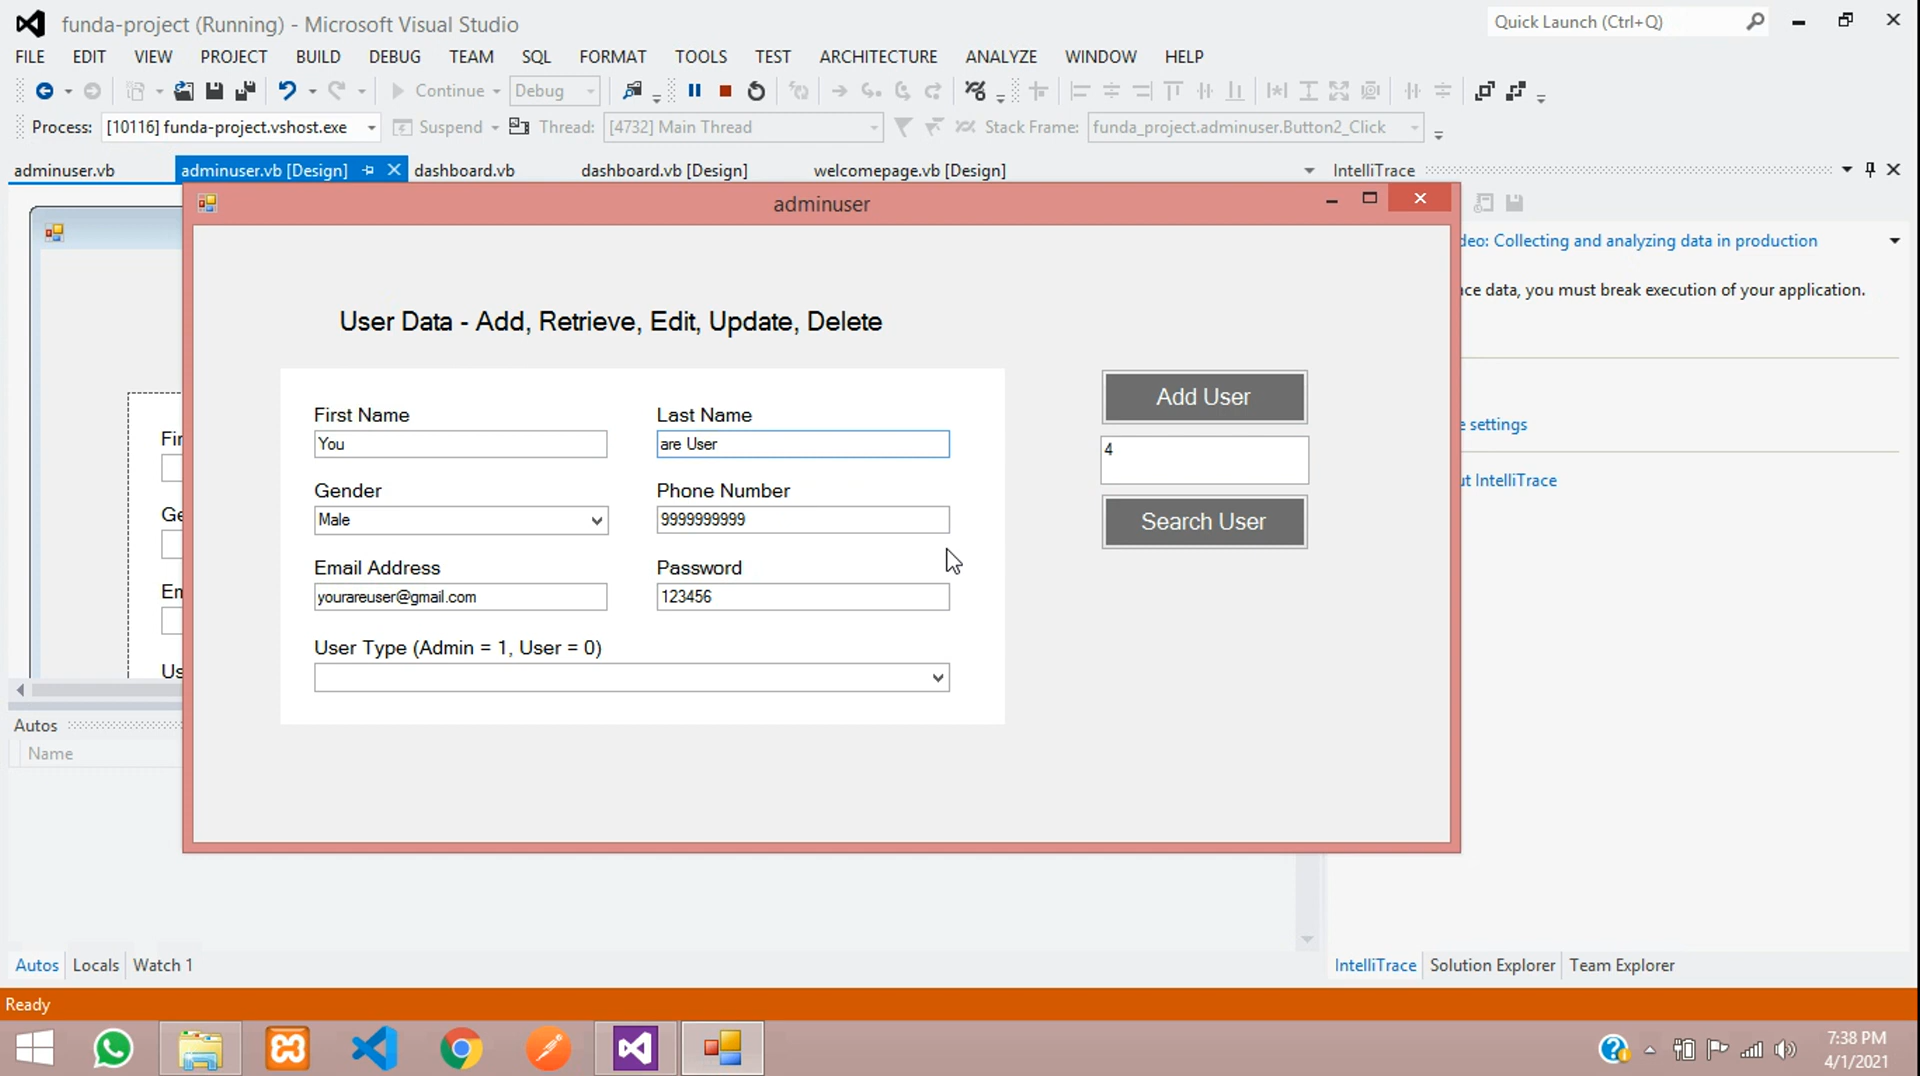 funda-project (Running) - Microsoft Visual Studio
Quick Launch (Ctrl+Q)
FILE EDIT VIEW PROJECT BUILD DEBUG TEAM SQL FORMAT TOOLS TEST ARCHITECTURE ANALYZE WINDOW HELP
Continue Debug
Process: [10116] funda-project.vshost.exe Suspend Thread: [4732] Main Thread Stack Frame: funda_project.adminuser.Button2_Click
adminuser.vb adminuser.vb [Design] dashboard.vb dashboard.vb [Design] welcomepage.vb [Design] IntelliTrace
adminuser
deo: Collecting and analyzing data in production
ace data, you must break execution of your application.
User Data - Add, Retrieve, Edit, Update, Delete
Add User
First Name Last Name
Fir
e settings
You are User
4
Gender Phone Number
ut IntelliTrace
Ge
Male 9999999999
Search User
Email Address Password
Em
yourareuser@gmail.com 123456
User Type (Admin = 1, User = 0)
Us
Autos
Name
Autos Locals Watch 1
IntelliTrace Solution Explorer Team Explorer
Ready
7:38 PM
4/1/2021